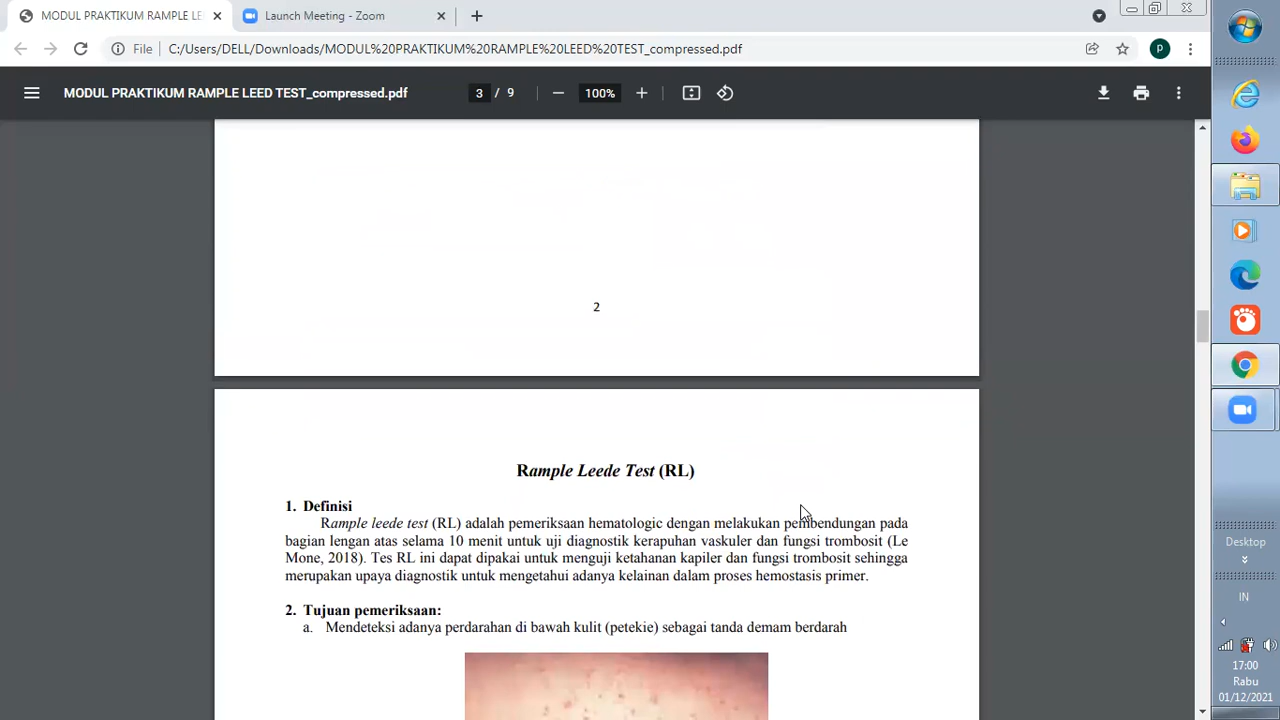 MODUL PRAKTIKUM RAMPLE LE
Launch Meeting - Zoom
File
C:/Users/DELL/Downloads/MODUL%20PRAKTIKUM%20RAMPLE%20LEED%20TEST_compressed.pdf
P
MODUL PRAKTIKUM RAMPLE LEED TEST_compressed.pdf
3 / 9
100%
2
Rample Leede Test (RL)
1. Definisi
Rample leede test (RL) adalah pemeriksaan hematologic dengan melakukan pembendungan pada
bagian lengan atas selama 10 menit untuk uji diagnostik kerapuhan vaskuler dan fungsi trombosit (Le
Mone, 2018). Tes RL ini dapat dipakai untuk menguji ketahanan kapiler dan fungsi trombosit sehingga
merupakan upaya diagnostik untuk mengetahui adanya kelainan dalam proses hemostasis primer.
2. Tujuan pemeriksaan:
a. Mendeteksi adanya perdarahan di bawah kulit (petekie) sebagai tanda demam berdarah
Desktop
IN
17:00
Rabu
01/12/2021